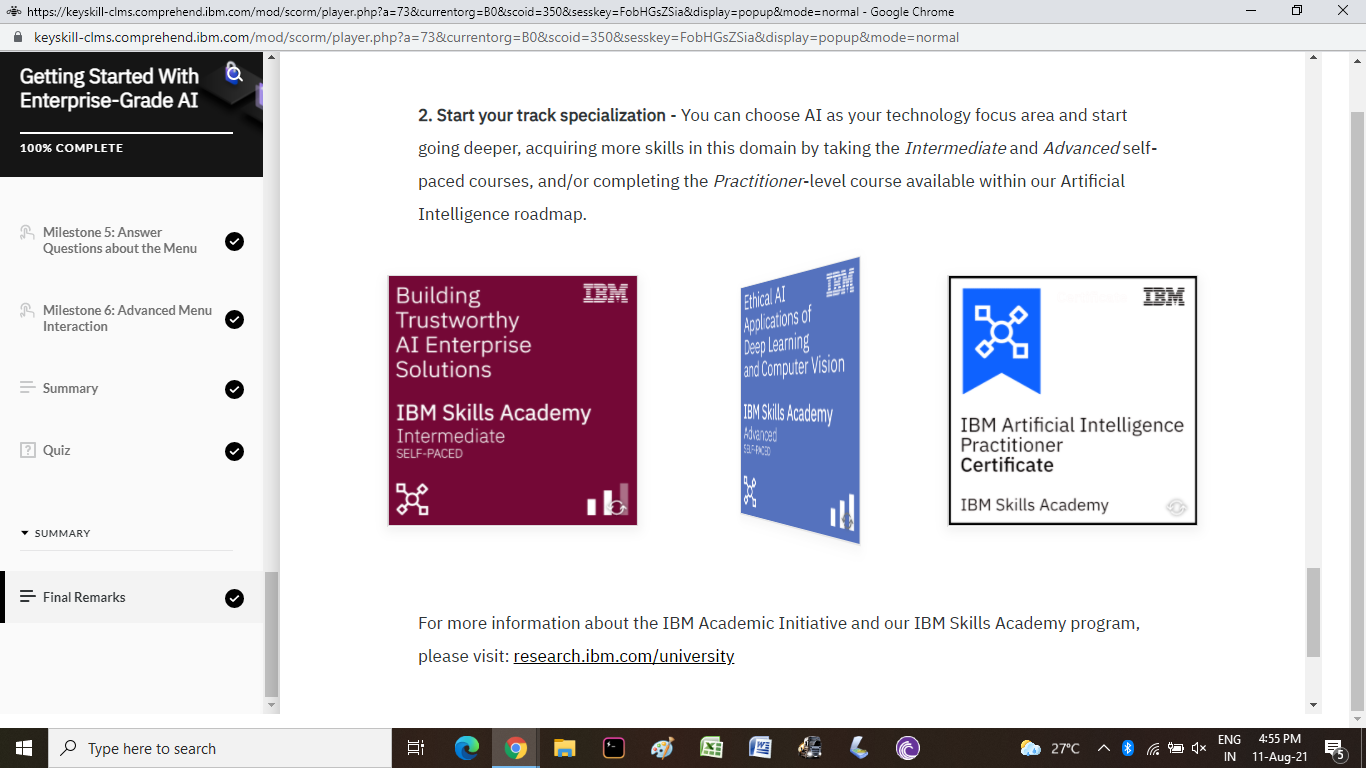 https://keyskill-clms.comprehend.ibm.com/mod/scorm/player.php?a=73&currentorg=B0&scoid=350&sesskey=FobHGsZSia&display=popup&mode=normal - Google Chrome
keyskill-clms.comprehend.ibm.com/mod/scorm/player.php?a=73&currentorg=B0&scoid=350&sesskey=FobHGsZSia&display=popup&mode=normal
Getting Started With
Enterprise-Grade AI
100% COMPLETE
Milestone 5: Answer
Questions about the Menu
Milestone 6: Advanced Menu
Interaction
Summary
Quiz
SUMMARY
Final Remarks
2. Start your track specialization - You can choose AI as your technology focus area and start
going deeper, acquiring more skills in this domain by taking the Intermediate and Advanced self-
paced courses, and/or completing the Practitioner-level course available within our Artificial
Intelligence roadmap.
Building
Trustworthy
AI Enterprise
Solutions
IBM
IBM Skills Academy
Intermediate
SELF-PACED
Ethical AI
Applications of
Deep Learning
and Computer Vision
IBM
IBM Skills Academy
Advanced
SELF-PACED
IBM
IBM Artificial Intelligence
Practitioner
Certificate
IBM Skills Academy
For more information about the IBM Academic Initiative and our IBM Skills Academy program,
please visit: research.ibm.com/university
Type here to search
27°C
ENG
IN
4:55 PM
11-Aug-21
5